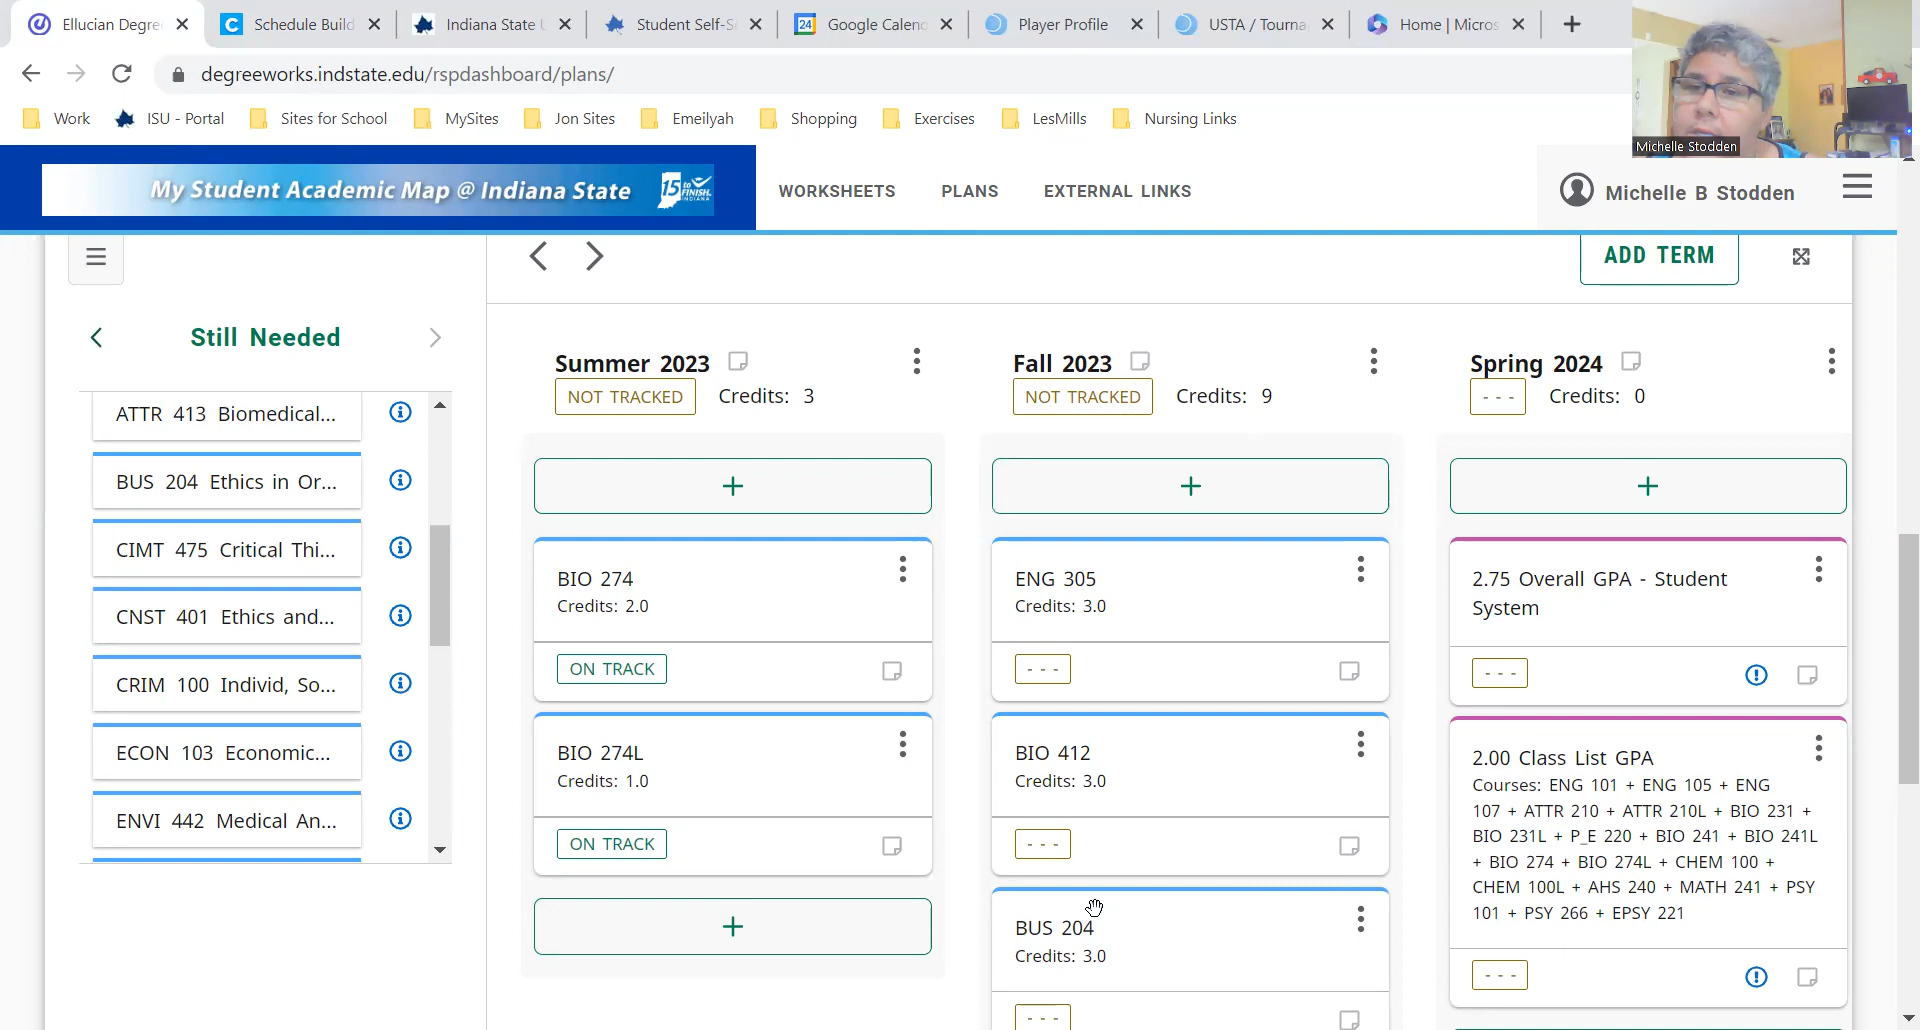 Ellucian Degre
Schedule Build
Indiana State U
Student Self-S
24
Google Calend
Player Profile
USTA / Tourna
Home | Micros
degreeworks.indstate.edu/rspdashboard/plans/
Work
ISU - Portal
Sites for School
MySites
Jon Sites
Emeilyah
Shopping
Exercises
LesMills
Nursing Links
Michelle Stodden
My Student Academic Map @ Indiana State
15 to FINISH
INDIANA
WORKSHEETS
PLANS
EXTERNAL LINKS
Michelle B Stodden
ADD TERM
Still Needed
ATTR 413 Biomedical...
BUS 204 Ethics in Or...
CIMT 475 Critical Thi...
CNST 401 Ethics and...
CRIM 100 Individ, So...
ECON 103 Economic...
ENVI 442 Medical An...
Summer 2023
NOT TRACKED Credits: 3
+
BIO 274
Credits: 2.0
ON TRACK
BIO 274L
Credits: 1.0
ON TRACK
+
Fall 2023
NOT TRACKED Credits: 9
+
ENG 305
Credits: 3.0
- - -
BIO 412
Credits: 3.0
- - -
BUS 204
Credits: 3.0
- - -
Spring 2024
- - - Credits: 0
+
2.75 Overall GPA - Student
System
- - -
2.00 Class List GPA
Courses: ENG 101 + ENG 105 + ENG
107 + ATTR 210 + ATTR 210L + BIO 231 +
BIO 231L + P_E 220 + BIO 241 + BIO 241L
+ BIO 274 + BIO 274L + CHEM 100 +
CHEM 100L + AHS 240 + MATH 241 + PSY
101 + PSY 266 + EPSY 221
- - -